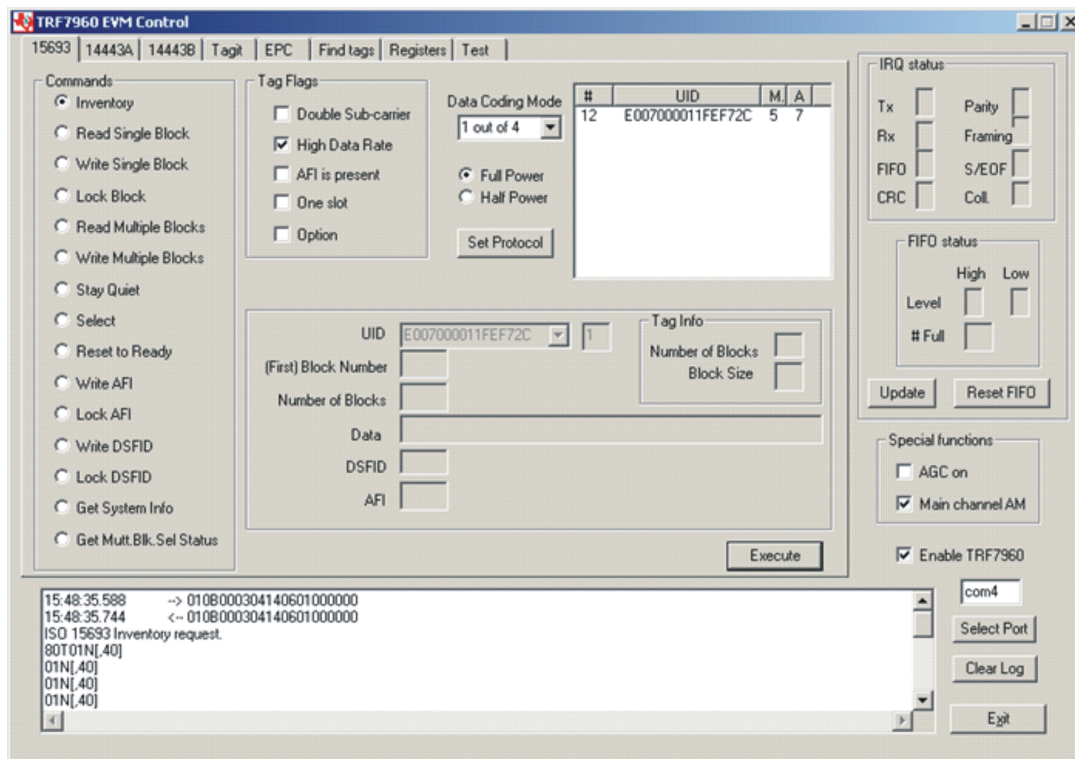 TRF7960 EVM Control
15693 14443A 14443B Tagit EPC Find tags Registers Test
Commands
Inventory
Read Single Block
Write Single Block
Lock Block
Read Multiple Blocks
Write Multiple Blocks
Stay Quiet
Select
Reset to Ready
Write AFI
Lock AFI
Write DSFID
Lock DSFID
Get System Info
Get Mutt.Blk.Sel Status
Tag Flags
Double Sub-carrier
High Data Rate
AFI is present
One slot
Option
Data Coding Mode
1 out of 4
Full Power
Half Power
Set Protocol
# UID M. A
12 E007000011FEF72C 5 7
UID E007000011FEF72C 1
(First) Block Number
Number of Blocks
Data
DSFID
AFI
Tag Info
Number of Blocks
Block Size
Execute
IRQ status
Tx Parity
Rx Framing
FIFO S/EOF
CRC Coll.
FIFO status
High Low
Level
# Full
Update Reset FIFO
Special functions
AGC on
Main channel AM
Enable TRF7960
com4
Select Port
Clear Log
Exit
15:48:35.588 --> 010B000304140601000000
15:48:35.744 <-- 010B000304140601000000
ISO 15693 Inventory request.
80T01N[,40]
01N[,40]
01N[,40]
01N[,40]